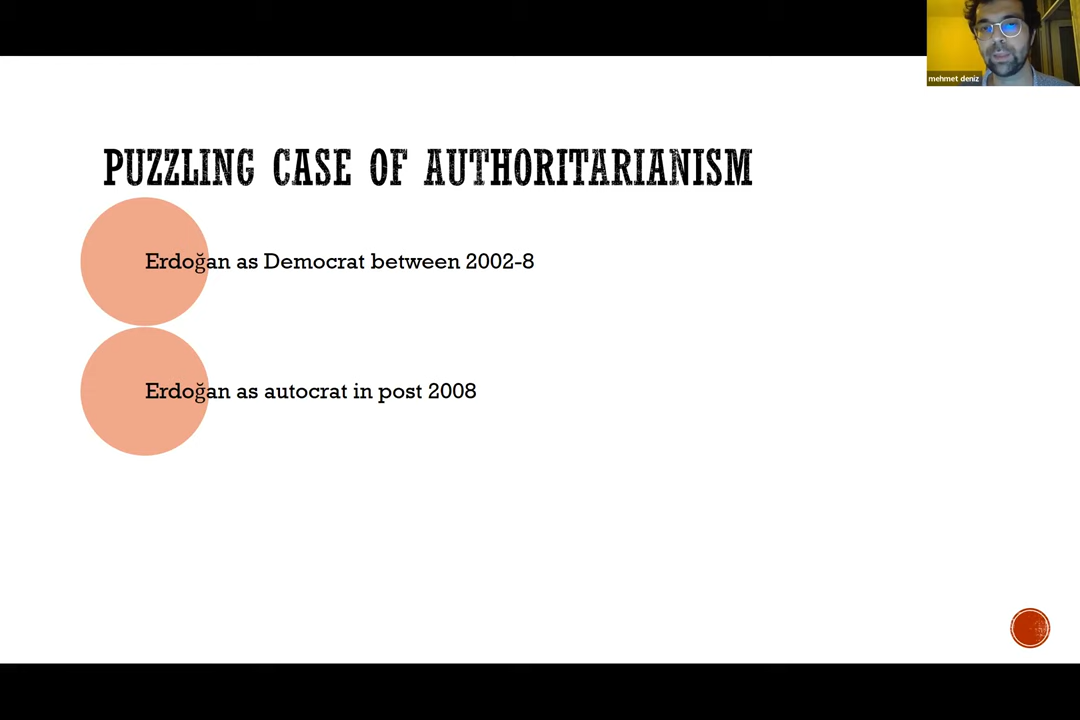 mehmet deniz
PUZZLING CASE OF AUTHORITARIANISM
Erdoğan as Democrat between 2002-8
Erdoğan as autocrat in post 2008